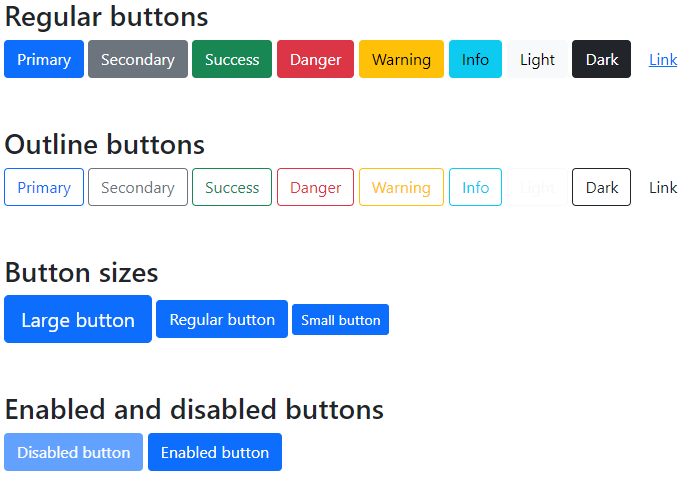 Regular buttons
Primary Secondary Success Danger Warning Info Light Dark Link
Outline buttons
Primary Secondary Success Danger Warning Info Light Dark Link
Button sizes
Large button Regular button Small button
Enabled and disabled buttons
Disabled button Enabled button